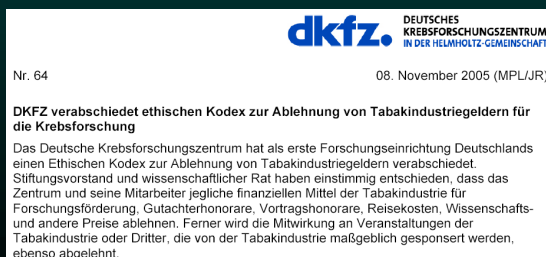 dkfz. DEUTSCHES
KREBSFORSCHUNGSZENTRUM
IN DER HELMHOLTZ-GEMEINSCHAFT
Nr. 64 08. November 2005 (MPL/JR)
DKFZ verabschiedet ethischen Kodex zur Ablehnung von Tabakindustriegeldern für
die Krebsforschung
Das Deutsche Krebsforschungszentrum hat als erste Forschungseinrichtung Deutschlands
einen Ethischen Kodex zur Ablehnung von Tabakindustriegeldern verabschiedet.
Stiftungsvorstand und wissenschaftlicher Rat haben einstimmig entschieden, dass das
Zentrum und seine Mitarbeiter jegliche finanziellen Mittel der Tabakindustrie für
Forschungsförderung, Gutachterhonorare, Vortragshonorare, Reisekosten, Wissenschafts-
und andere Preise ablehnen. Ferner wird die Mitwirkung an Veranstaltungen der
Tabakindustrie oder Dritter, die von der Tabakindustrie maßgeblich gesponsert werden,
ebenso abgelehnt.